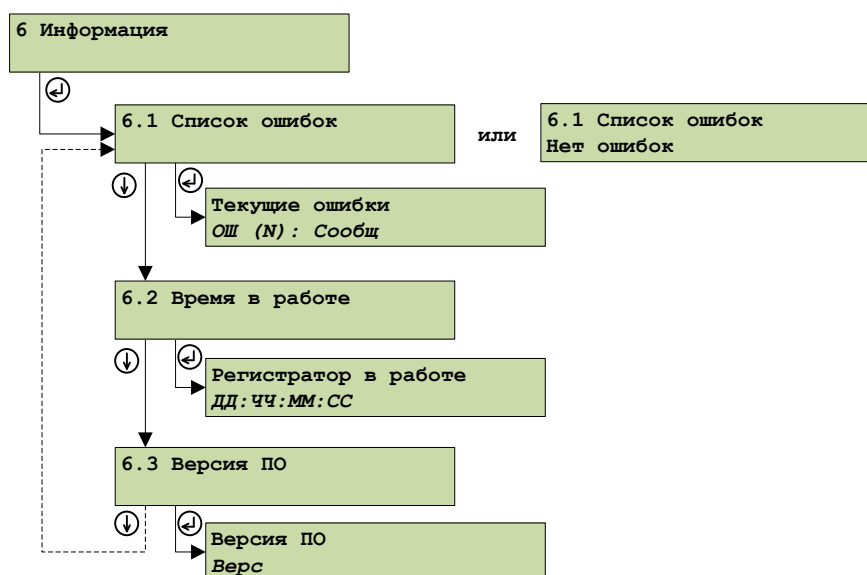 6 Информация
6.1 Список ошибок
или
6.1 Список ошибок
Нет ошибок
Текущие ошибки
ОШ (N): Сообщ
6.2 Время в работе
Регистратор в работе
ДД:ЧЧ:ММ:СС
6.3 Версия ПО
Версия ПО
Верс